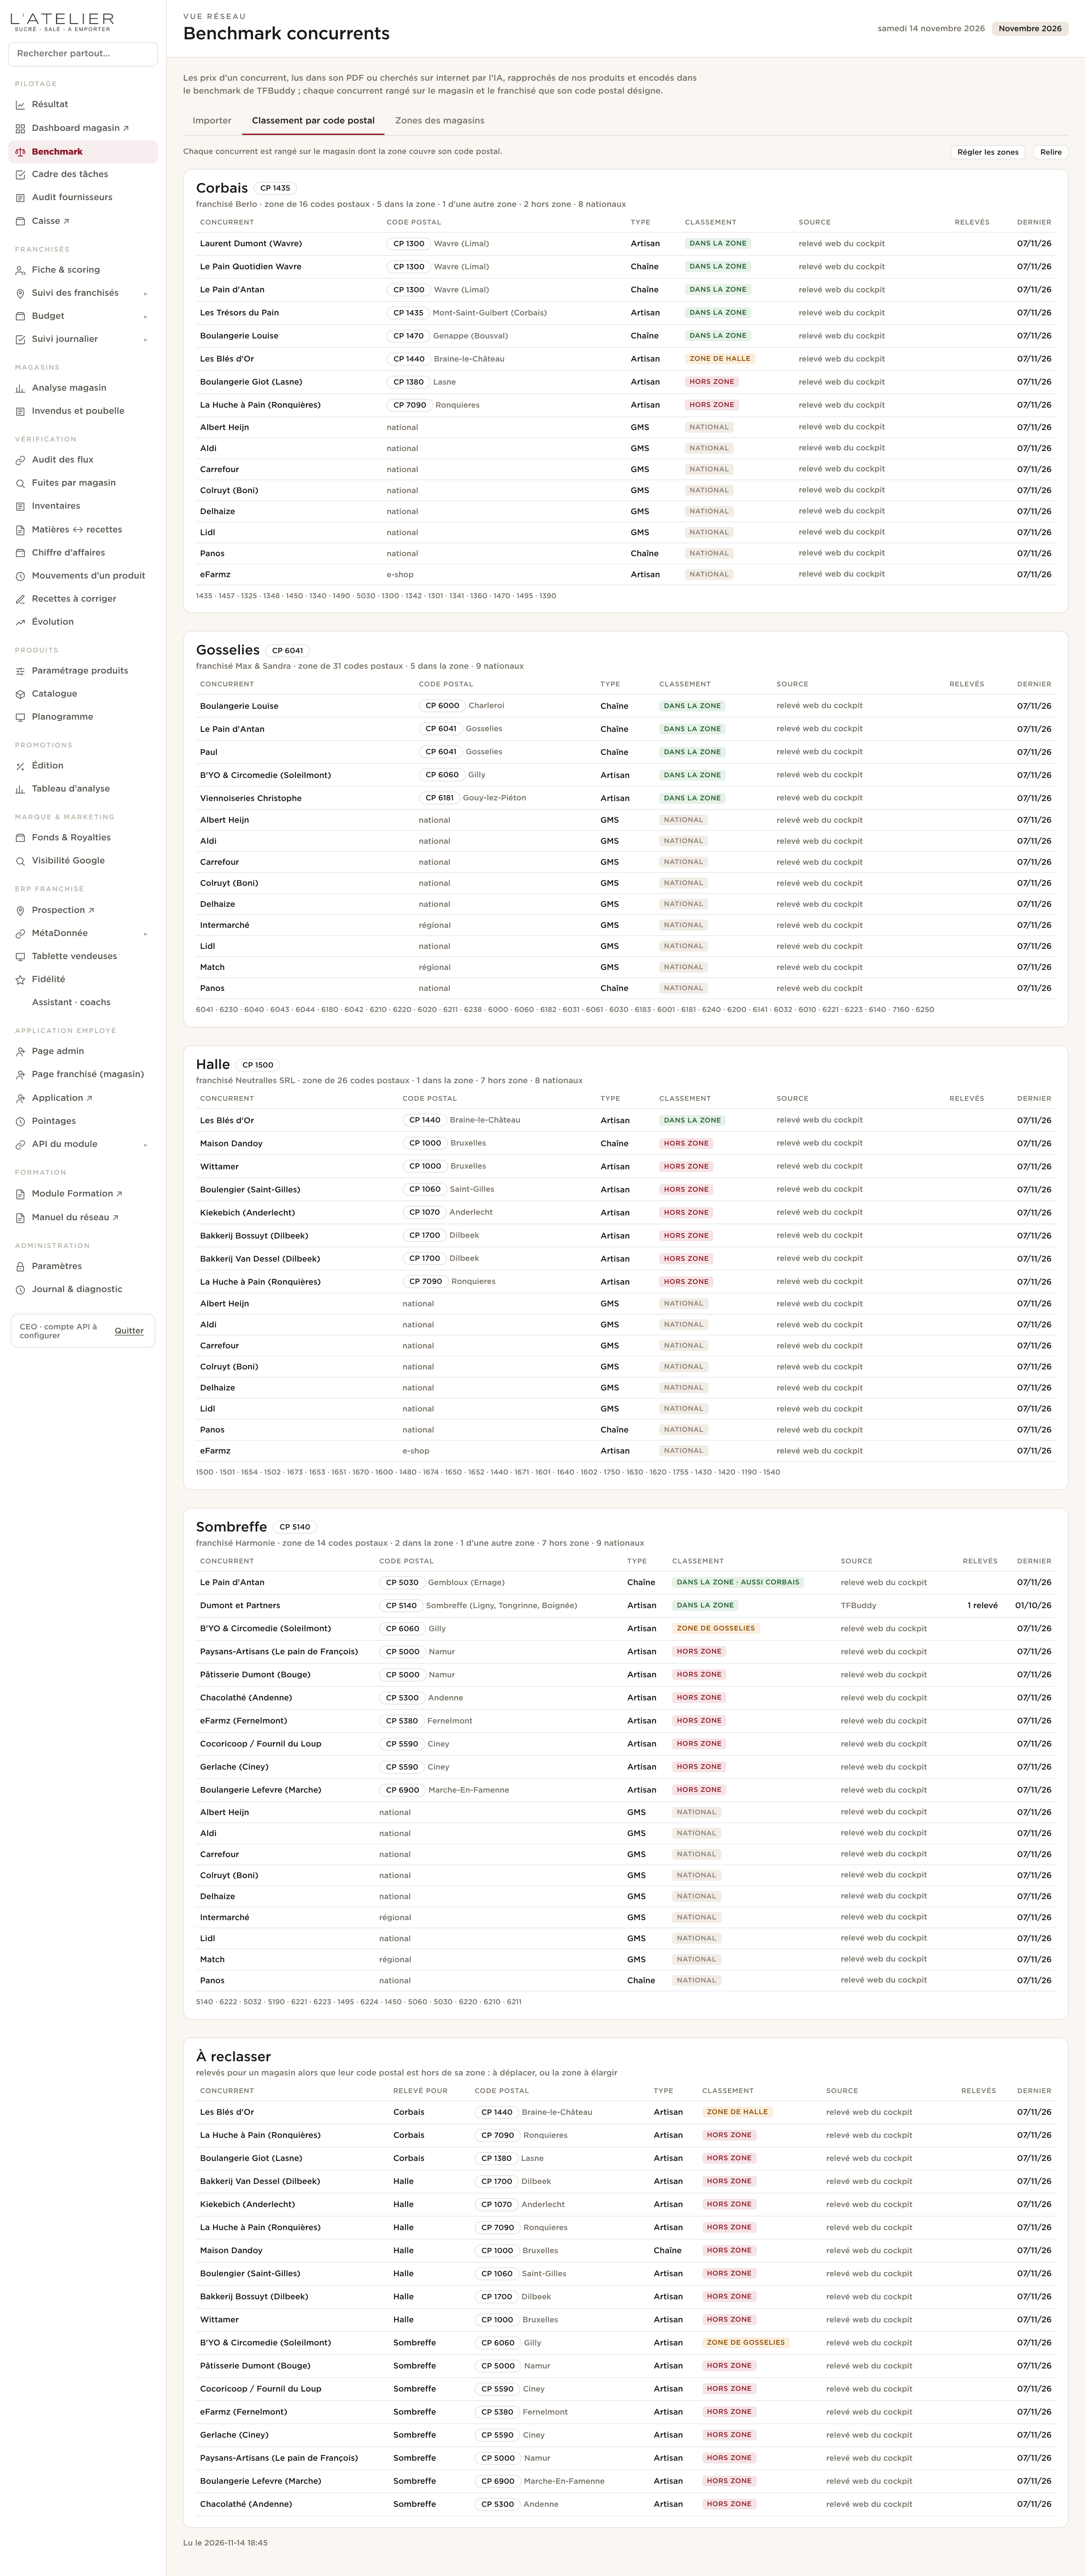 L'ATELIER
SUCRÉ · SALÉ · À EMPORTER
Rechercher partout...
PILOTAGE
Résultat
Dashboard magasin ↗
Benchmark
Cadre des tâches
Audit fournisseurs
Caisse ↗
FRANCHISÉS
Fiche & scoring
Suivi des franchisés ▸
Budget ▸
Suivi journalier ▸
MAGASINS
Analyse magasin
Invendus et poubelle
VÉRIFICATION
Audit des flux
Fuites par magasin
Inventaires
Matières ↔ recettes
Chiffre d'affaires
Mouvements d'un produit
Recettes à corriger
Évolution
PRODUITS
Paramétrage produits
Catalogue
Planogramme
PROMOTIONS
Édition
Tableau d'analyse
MARQUE & MARKETING
Fonds & Royalties
Visibilité Google
ERP FRANCHISÉ
Prospection ↗
MétaDonnée ▸
Tablette vendeuses
Fidélité
Assistant · coachs
APPLICATION EMPLOYÉ
Page admin
Page franchisé (magasin)
Application ↗
Pointages
API du module ▸
FORMATION
Module Formation ↗
Manuel du réseau ↗
ADMINISTRATION
Paramètres
Journal & diagnostic
CEO · compte API à configurer Quitter
VUE RÉSEAU
Benchmark concurrents
samedi 14 novembre 2026 Novembre 2026
Les prix d'un concurrent, lus dans son PDF ou cherchés sur internet par l'IA, rapprochés de nos produits et encodés dans
le benchmark de TFBuddy ; chaque concurrent rangé sur le magasin et le franchisé que son code postal désigne.
Importer Classement par code postal Zones des magasins
Chaque concurrent est rangé sur le magasin dont la zone couvre son code postal. Régler les zones Relire
Corbais CP 1435
franchisé Berlo · zone de 16 codes postaux · 5 dans la zone · 1 d'une autre zone · 2 hors zone · 8 nationaux
CONCURRENT CODE POSTAL TYPE CLASSEMENT SOURCE RELEVÉS DERNIER
Laurent Dumont (Wavre) CP 1300 Wavre (Limal) Artisan DANS LA ZONE relevé web du cockpit 07/11/26
Le Pain Quotidien Wavre CP 1300 Wavre (Limal) Chaîne DANS LA ZONE relevé web du cockpit 07/11/26
Le Pain d'Antan CP 1300 Wavre (Limal) Chaîne DANS LA ZONE relevé web du cockpit 07/11/26
Les Trésors du Pain CP 1435 Mont-Saint-Guibert (Corbais) Artisan DANS LA ZONE relevé web du cockpit 07/11/26
Boulangerie Louise CP 1470 Genappe (Bousval) Chaîne DANS LA ZONE relevé web du cockpit 07/11/26
Les Blés d'Or CP 1440 Braine-le-Château Artisan ZONE DE HALLE relevé web du cockpit 07/11/26
Boulangerie Giot (Lasne) CP 1380 Lasne Artisan HORS ZONE relevé web du cockpit 07/11/26
La Huche à Pain (Ronquières) CP 7090 Ronquieres Artisan HORS ZONE relevé web du cockpit 07/11/26
Albert Heijn national GMS NATIONAL relevé web du cockpit 07/11/26
Aldi national GMS NATIONAL relevé web du cockpit 07/11/26
Carrefour national GMS NATIONAL relevé web du cockpit 07/11/26
Colruyt (Boni) national GMS NATIONAL relevé web du cockpit 07/11/26
Delhaize national GMS NATIONAL relevé web du cockpit 07/11/26
Lidl national GMS NATIONAL relevé web du cockpit 07/11/26
Panos national Chaîne NATIONAL relevé web du cockpit 07/11/26
eFarmz e-shop Artisan NATIONAL relevé web du cockpit 07/11/26
1435 · 1457 · 1325 · 1348 · 1450 · 1340 · 1490 · 5030 · 1300 · 1342 · 1301 · 1341 · 1360 · 1470 · 1495 · 1390
Gosselies CP 6041
franchisé Max & Sandra · zone de 31 codes postaux · 5 dans la zone · 9 nationaux
CONCURRENT CODE POSTAL TYPE CLASSEMENT SOURCE RELEVÉS DERNIER
Boulangerie Louise CP 6000 Charleroi Chaîne DANS LA ZONE relevé web du cockpit 07/11/26
Le Pain d'Antan CP 6041 Gosselies Chaîne DANS LA ZONE relevé web du cockpit 07/11/26
Paul CP 6041 Gosselies Chaîne DANS LA ZONE relevé web du cockpit 07/11/26
B'YO & Circomedie (Soleilmont) CP 6060 Gilly Artisan DANS LA ZONE relevé web du cockpit 07/11/26
Viennoiseries Christophe CP 6181 Gouy-lez-Piéton Artisan DANS LA ZONE relevé web du cockpit 07/11/26
Albert Heijn national GMS NATIONAL relevé web du cockpit 07/11/26
Aldi national GMS NATIONAL relevé web du cockpit 07/11/26
Carrefour national GMS NATIONAL relevé web du cockpit 07/11/26
Colruyt (Boni) national GMS NATIONAL relevé web du cockpit 07/11/26
Delhaize national GMS NATIONAL relevé web du cockpit 07/11/26
Intermarché régional GMS NATIONAL relevé web du cockpit 07/11/26
Lidl national GMS NATIONAL relevé web du cockpit 07/11/26
Match régional GMS NATIONAL relevé web du cockpit 07/11/26
Panos national Chaîne NATIONAL relevé web du cockpit 07/11/26
6041 · 6230 · 6040 · 6043 · 6044 · 6180 · 6042 · 6210 · 6220 · 6020 · 6211 · 6238 · 6000 · 6060 · 6182 · 6031 · 6061 · 6030 · 6183 · 6001 · 6181 · 6240 · 6200 · 6141 · 6032 · 6010 · 6221 · 6223 · 6140 · 7160 · 6250
Halle CP 1500
franchisé Neutralles SRL · zone de 26 codes postaux · 1 dans la zone · 7 hors zone · 8 nationaux
CONCURRENT CODE POSTAL TYPE CLASSEMENT SOURCE RELEVÉS DERNIER
Les Blés d'Or CP 1440 Braine-le-Château Artisan DANS LA ZONE relevé web du cockpit 07/11/26
Maison Dandoy CP 1000 Bruxelles Chaîne HORS ZONE relevé web du cockpit 07/11/26
Wittamer CP 1000 Bruxelles Artisan HORS ZONE relevé web du cockpit 07/11/26
Boulengier (Saint-Gilles) CP 1060 Saint-Gilles Artisan HORS ZONE relevé web du cockpit 07/11/26
Kiekebich (Anderlecht) CP 1070 Anderlecht Artisan HORS ZONE relevé web du cockpit 07/11/26
Bakkerij Bossuyt (Dilbeek) CP 1700 Dilbeek Artisan HORS ZONE relevé web du cockpit 07/11/26
Bakkerij Van Dessel (Dilbeek) CP 1700 Dilbeek Artisan HORS ZONE relevé web du cockpit 07/11/26
La Huche à Pain (Ronquières) CP 7090 Ronquieres Artisan HORS ZONE relevé web du cockpit 07/11/26
Albert Heijn national GMS NATIONAL relevé web du cockpit 07/11/26
Aldi national GMS NATIONAL relevé web du cockpit 07/11/26
Carrefour national GMS NATIONAL relevé web du cockpit 07/11/26
Colruyt (Boni) national GMS NATIONAL relevé web du cockpit 07/11/26
Delhaize national GMS NATIONAL relevé web du cockpit 07/11/26
Lidl national GMS NATIONAL relevé web du cockpit 07/11/26
Panos national Chaîne NATIONAL relevé web du cockpit 07/11/26
eFarmz e-shop Artisan NATIONAL relevé web du cockpit 07/11/26
1500 · 1501 · 1654 · 1502 · 1673 · 1653 · 1651 · 1670 · 1600 · 1480 · 1674 · 1650 · 1652 · 1440 · 1671 · 1601 · 1640 · 1602 · 1750 · 1630 · 1620 · 1755 · 1430 · 1420 · 1190 · 1540
Sombreffe CP 5140
franchisé Harmonie · zone de 14 codes postaux · 2 dans la zone · 1 d'une autre zone · 7 hors zone · 9 nationaux
CONCURRENT CODE POSTAL TYPE CLASSEMENT SOURCE RELEVÉS DERNIER
Le Pain d'Antan CP 5030 Gembloux (Ernage) Chaîne DANS LA ZONE · AUSSI CORBAIS relevé web du cockpit 07/11/26
Dumont et Partners CP 5140 Sombreffe (Ligny, Tongrinne, Boignée) Artisan DANS LA ZONE TFBuddy 1 relevé 01/10/26
B'YO & Circomedie (Soleilmont) CP 6060 Gilly Artisan ZONE DE GOSSELIES relevé web du cockpit 07/11/26
Paysans-Artisans (Le pain de François) CP 5000 Namur Artisan HORS ZONE relevé web du cockpit 07/11/26
Pâtisserie Dumont (Bouge) CP 5000 Namur Artisan HORS ZONE relevé web du cockpit 07/11/26
Chacolathé (Andenne) CP 5300 Andenne Artisan HORS ZONE relevé web du cockpit 07/11/26
eFarmz (Fernelmont) CP 5380 Fernelmont Artisan HORS ZONE relevé web du cockpit 07/11/26
Cocoricoop / Fournil du Loup CP 5590 Ciney Artisan HORS ZONE relevé web du cockpit 07/11/26
Gerlache (Ciney) CP 5590 Ciney Artisan HORS ZONE relevé web du cockpit 07/11/26
Boulangerie Lefevre (Marche) CP 6900 Marche-En-Famenne Artisan HORS ZONE relevé web du cockpit 07/11/26
Albert Heijn national GMS NATIONAL relevé web du cockpit 07/11/26
Aldi national GMS NATIONAL relevé web du cockpit 07/11/26
Carrefour national GMS NATIONAL relevé web du cockpit 07/11/26
Colruyt (Boni) national GMS NATIONAL relevé web du cockpit 07/11/26
Delhaize national GMS NATIONAL relevé web du cockpit 07/11/26
Intermarché régional GMS NATIONAL relevé web du cockpit 07/11/26
Lidl national GMS NATIONAL relevé web du cockpit 07/11/26
Match régional GMS NATIONAL relevé web du cockpit 07/11/26
Panos national Chaîne NATIONAL relevé web du cockpit 07/11/26
5140 · 6222 · 5032 · 5190 · 6221 · 6223 · 1495 · 6224 · 1450 · 5060 · 5030 · 6220 · 6210 · 6211
À reclasser
relevés pour un magasin alors que leur code postal est hors de sa zone : à déplacer, ou la zone à élargir
CONCURRENT RELEVÉ POUR CODE POSTAL TYPE CLASSEMENT SOURCE RELEVÉS DERNIER
Les Blés d'Or Corbais CP 1440 Braine-le-Château Artisan ZONE DE HALLE relevé web du cockpit 07/11/26
La Huche à Pain (Ronquières) Corbais CP 7090 Ronquieres Artisan HORS ZONE relevé web du cockpit 07/11/26
Boulangerie Giot (Lasne) Corbais CP 1380 Lasne Artisan HORS ZONE relevé web du cockpit 07/11/26
Bakkerij Van Dessel (Dilbeek) Halle CP 1700 Dilbeek Artisan HORS ZONE relevé web du cockpit 07/11/26
Kiekebich (Anderlecht) Halle CP 1070 Anderlecht Artisan HORS ZONE relevé web du cockpit 07/11/26
La Huche à Pain (Ronquières) Halle CP 7090 Ronquieres Artisan HORS ZONE relevé web du cockpit 07/11/26
Maison Dandoy Halle CP 1000 Bruxelles Chaîne HORS ZONE relevé web du cockpit 07/11/26
Boulengier (Saint-Gilles) Halle CP 1060 Saint-Gilles Artisan HORS ZONE relevé web du cockpit 07/11/26
Bakkerij Bossuyt (Dilbeek) Halle CP 1700 Dilbeek Artisan HORS ZONE relevé web du cockpit 07/11/26
Wittamer Halle CP 1000 Bruxelles Artisan HORS ZONE relevé web du cockpit 07/11/26
B'YO & Circomedie (Soleilmont) Sombreffe CP 6060 Gilly Artisan ZONE DE GOSSELIES relevé web du cockpit 07/11/26
Pâtisserie Dumont (Bouge) Sombreffe CP 5000 Namur Artisan HORS ZONE relevé web du cockpit 07/11/26
Cocoricoop / Fournil du Loup Sombreffe CP 5590 Ciney Artisan HORS ZONE relevé web du cockpit 07/11/26
eFarmz (Fernelmont) Sombreffe CP 5380 Fernelmont Artisan HORS ZONE relevé web du cockpit 07/11/26
Gerlache (Ciney) Sombreffe CP 5590 Ciney Artisan HORS ZONE relevé web du cockpit 07/11/26
Paysans-Artisans (Le pain de François) Sombreffe CP 5000 Namur Artisan HORS ZONE relevé web du cockpit 07/11/26
Boulangerie Lefevre (Marche) Sombreffe CP 6900 Marche-En-Famenne Artisan HORS ZONE relevé web du cockpit 07/11/26
Chacolathé (Andenne) Sombreffe CP 5300 Andenne Artisan HORS ZONE relevé web du cockpit 07/11/26
Lu le 2026-11-14 18:45